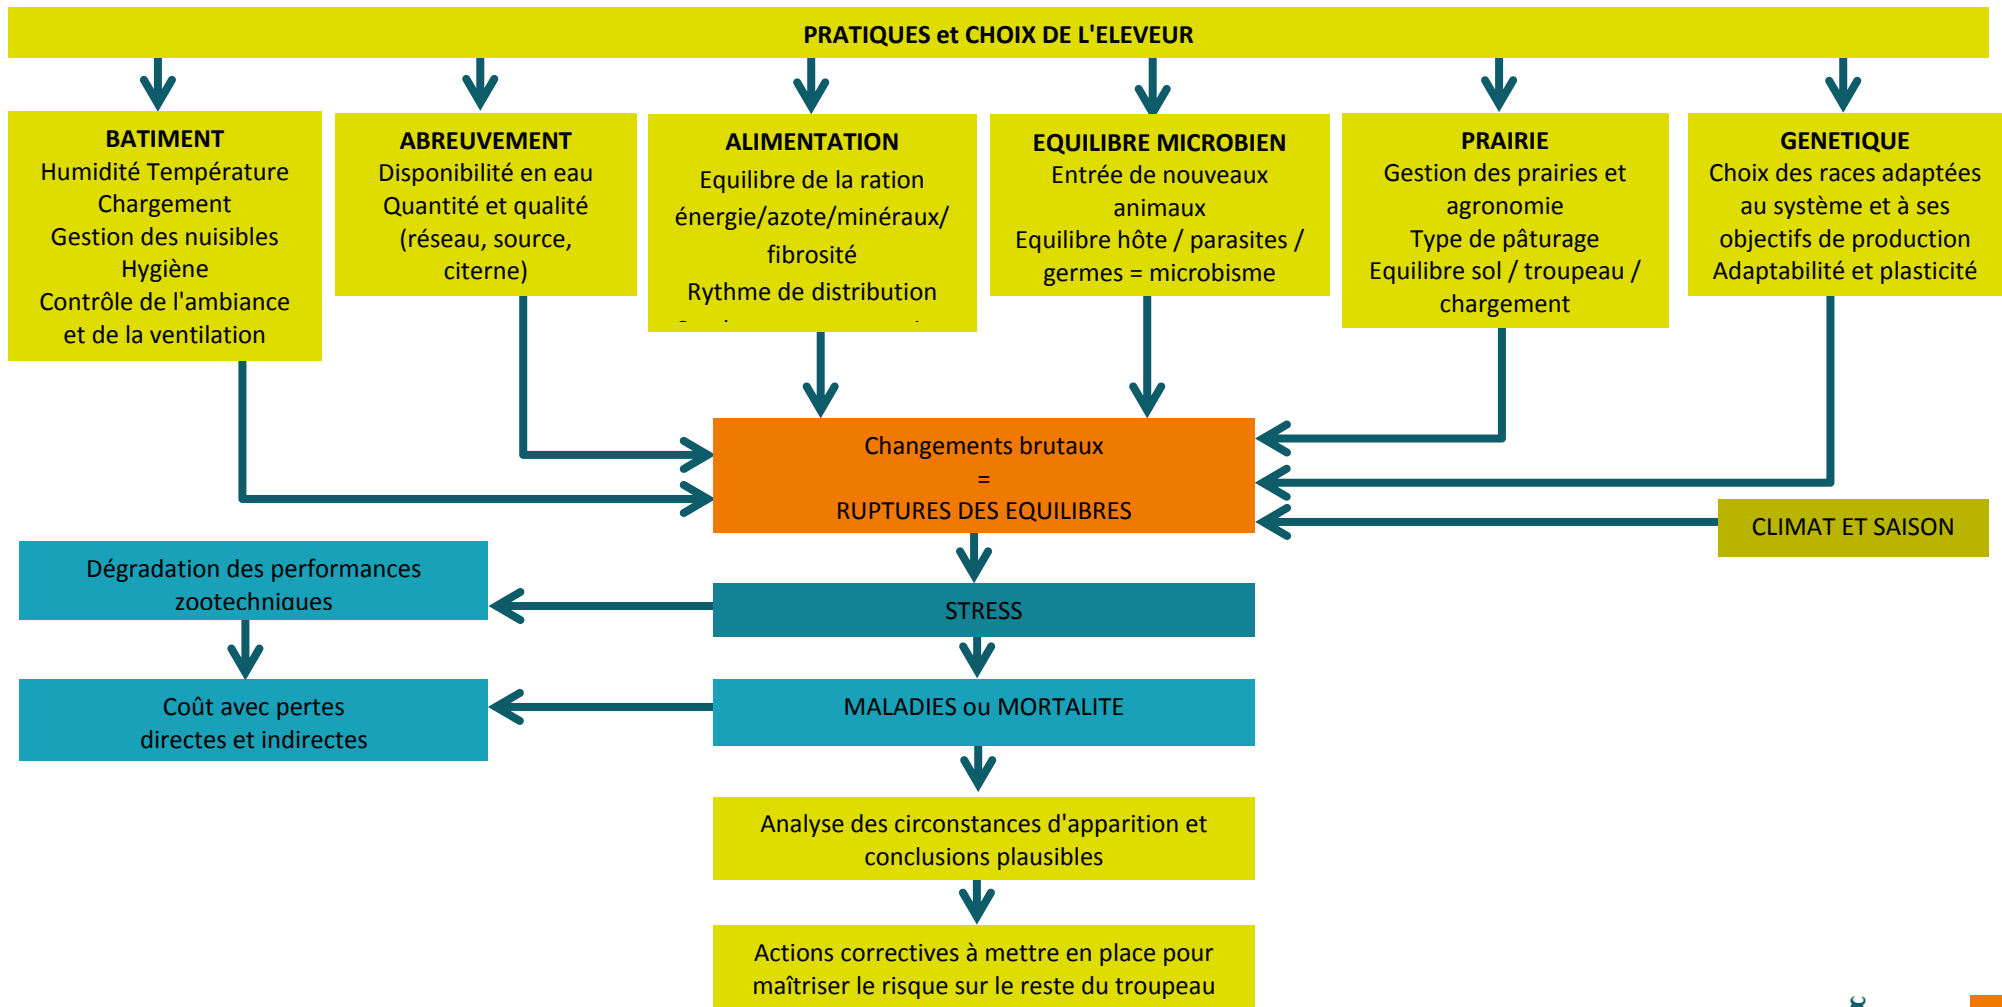 PRATIQUES et CHOIX DE L'ELEVEUR
BATIMENT
Humidité Température
Chargement
Gestion des nuisibles
Hygiène
Contrôle de l'ambiance
et de la ventilation
ABREUVEMENT
Disponibilité en eau
Quantité et qualité
(réseau, source,
citerne)
ALIMENTATION
Equilibre de la ration
énergie/azote/minéraux/
fibrosité
Rythme de distribution
EQUILIBRE MICROBIEN
Entrée de nouveaux
animaux
Equilibre hôte / parasites /
germes = microbisme
PRAIRIE
Gestion des prairies et
agronomie
Type de pâturage
Equilibre sol / troupeau /
chargement
GENETIQUE
Choix des races adaptées
au système et à ses
objectifs de production
Adaptabilité et plasticité
Changements brutaux
=
RUPTURES DES EQUILIBRES
CLIMAT ET SAISON
Dégradation des performances
zootechniques
STRESS
Coût avec pertes
directes et indirectes
MALADIES ou MORTALITE
Analyse des circonstances d'apparition et
conclusions plausibles
Actions correctives à mettre en place pour
maîtriser le risque sur le reste du troupeau